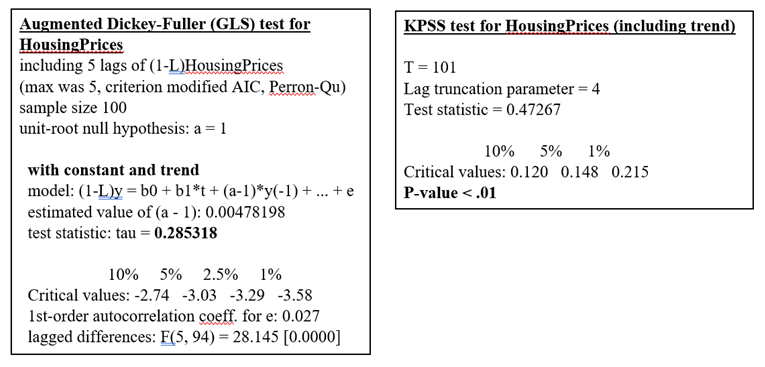 Augmented Dickey-Fuller (GLS) test for
HousingPrices
including 5 lags of (1-L)HousingPrices
(max was 5, criterion modified AIC, Perron-Qu)
sample size 100
unit-root null hypothesis: a = 1
with constant and trend
model: (1-L)y = b0 + b1*t + (a-1)*y(-1) + ... + e
estimated value of (a - 1): 0.00478198
test statistic: tau = 0.285318
10% 5% 2.5% 1%
Critical values: -2.74 -3.03 -3.29 -3.58
1st-order autocorrelation coeff. for e: 0.027
lagged differences: F(5, 94) = 28.145 [0.0000]
KPSS test for HousingPrices (including trend)
T = 101
Lag truncation parameter = 4
Test statistic = 0.47267
10% 5% 1%
Critical values: 0.120 0.148 0.215
P-value < .01